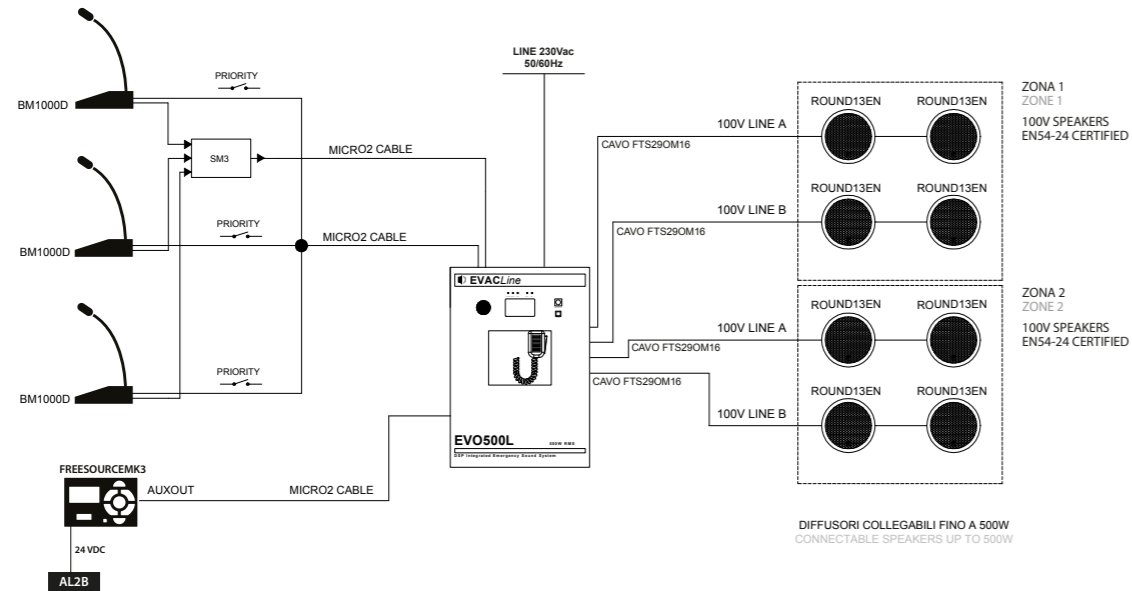 LINE 230Vac
50/60Hz
PRIORITY
BM1000D
SM3
MICRO2 CABLE
PRIORITY
MICRO2 CABLE
BM1000D
PRIORITY
BM1000D
FREESOURCEMK3
AUXOUT
MICRO2 CABLE
24 VDC
AL2B
EVACLine
EVO500L
500W RMS
DSP Integrated Emergency Sound System
100V LINE A
CAVO FTS29OM16
100V LINE B
CAVO FTS29OM16
100V LINE A
CAVO FTS29OM16
CAVO FTS29OM16
100V LINE B
ROUND13EN
ROUND13EN
ROUND13EN
ROUND13EN
ZONA 1
ZONE 1
100V SPEAKERS
EN54-24 CERTIFIED
ROUND13EN
ROUND13EN
ROUND13EN
ROUND13EN
ZONA 2
ZONE 2
100V SPEAKERS
EN54-24 CERTIFIED
DIFFUSORI COLLEGABILI FINO A 500W
CONNECTABLE SPEAKERS UP TO 500W